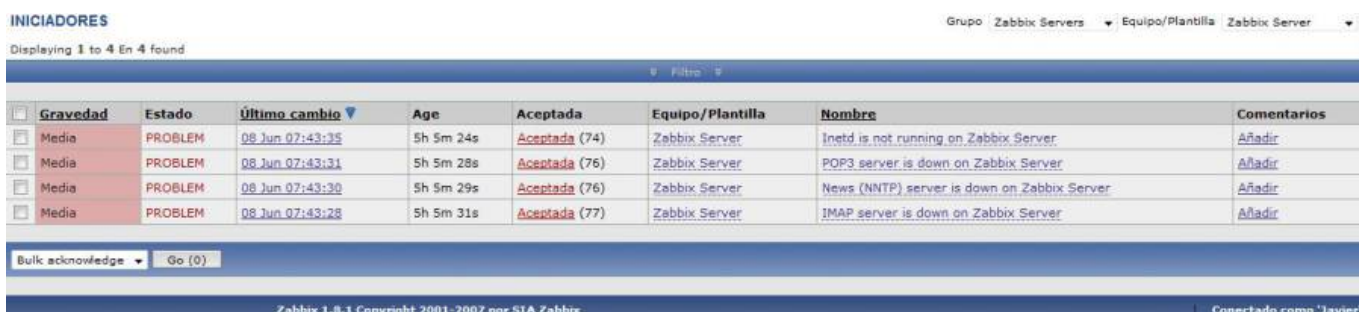 INICIADORES Grupo Zabbix Servers Equipo/Plantilla Zabbix Server
Displaying 1 to 4 En 4 found
Filtro
Gravedad Estado Último cambio Age Aceptada Equipo/Plantilla Nombre Comentarios
Media PROBLEM 08 Jun 07:43:35 5h 5m 24s Aceptada (74) Zabbix Server Inetd is not running on Zabbix Server Añadir
Media PROBLEM 08 Jun 07:43:31 5h 5m 28s Aceptada (76) Zabbix Server POP3 server is down on Zabbix Server Añadir
Media PROBLEM 08 Jun 07:43:30 5h 5m 29s Aceptada (76) Zabbix Server News (NNTP) server is down on Zabbix Server Añadir
Media PROBLEM 08 Jun 07:43:28 5h 5m 31s Aceptada (77) Zabbix Server IMAP server is down on Zabbix Server Añadir
Bulk acknowledge Go (0)
Zabbix 1.8.1 Copyright 2001-2007 por SIA Zabbix Conectado como 'Javier